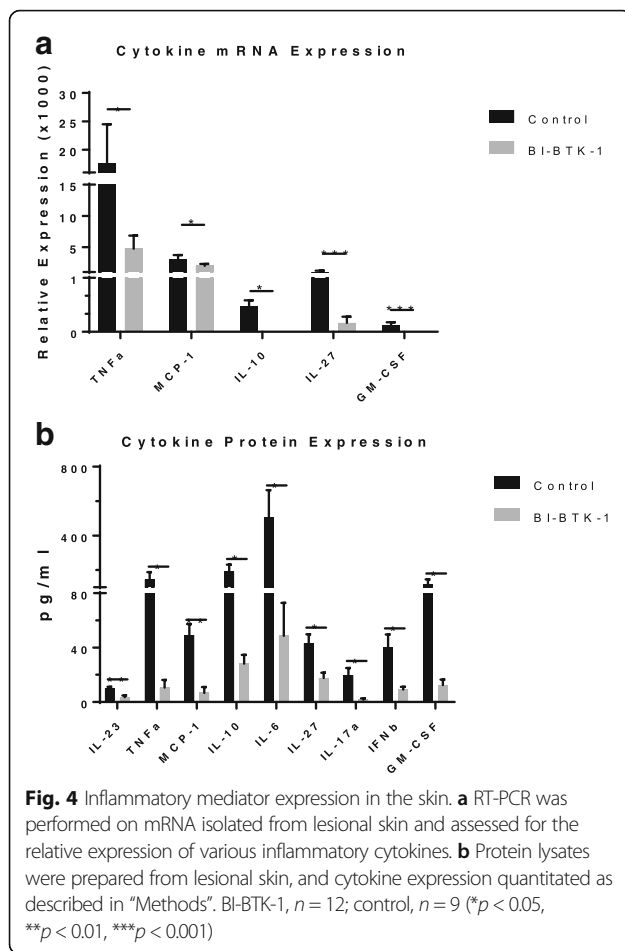 a
Cytokine mRNA Expression
Relative Expression (x1000)
30
25
20
15
10
5
1
0
*
*
*
***
***
Control
BI-BTK-1
TNFa
MCP-1
IL-10
IL-27
GM-CSF
b
Cytokine Protein Expression
pg/ml
800
400
80
40
0
**
*
**
*
*
*
*
*
*
Control
BI-BTK-1
IL-23
TNFa
MCP-1
IL-10
IL-6
IL-27
IL-17a
IFNb
GM-CSF
Fig. 4 Inflammatory mediator expression in the skin. a RT-PCR was
performed on mRNA isolated from lesional skin and assessed for the
relative expression of various inflammatory cytokines. b Protein lysates
were prepared from lesional skin, and cytokine expression quantitated as
described in “Methods”. BI-BTK-1, n = 12; control, n = 9 (*p < 0.05,
**p < 0.01, ***p < 0.001)